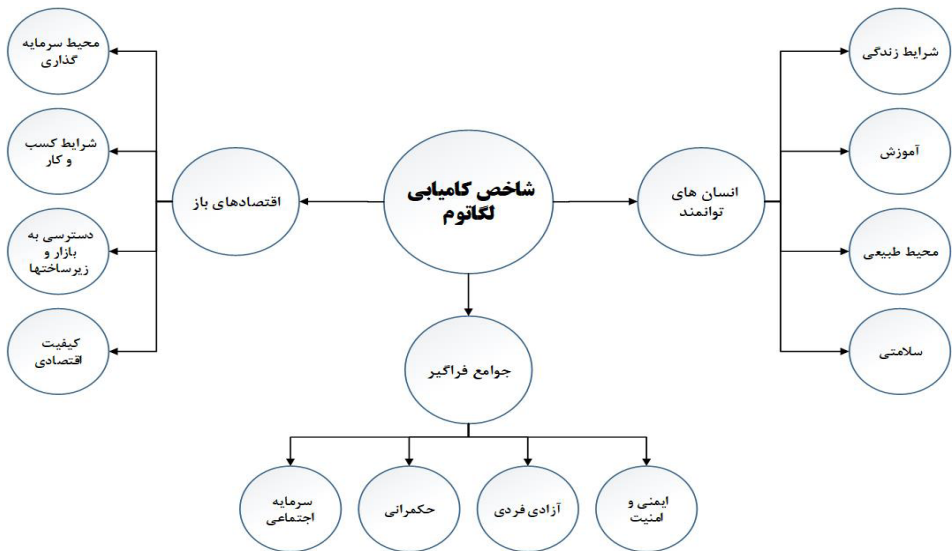 شاخص کامیابی
لگاتوم
انسان های
توانمند
شرایط زندگی
آموزش
محیط طبیعی
سلامتی
اقتصادهای باز
محیط سرمایه
گذاری
شرایط کسب
و کار
دسترسی به
بازار و
زیرساختها
کیفیت
اقتصادی
جوامع فراگیر
ایمنی و
امنیت
آزادی فردی
حکمرانی
سرمایه
اجتماعی